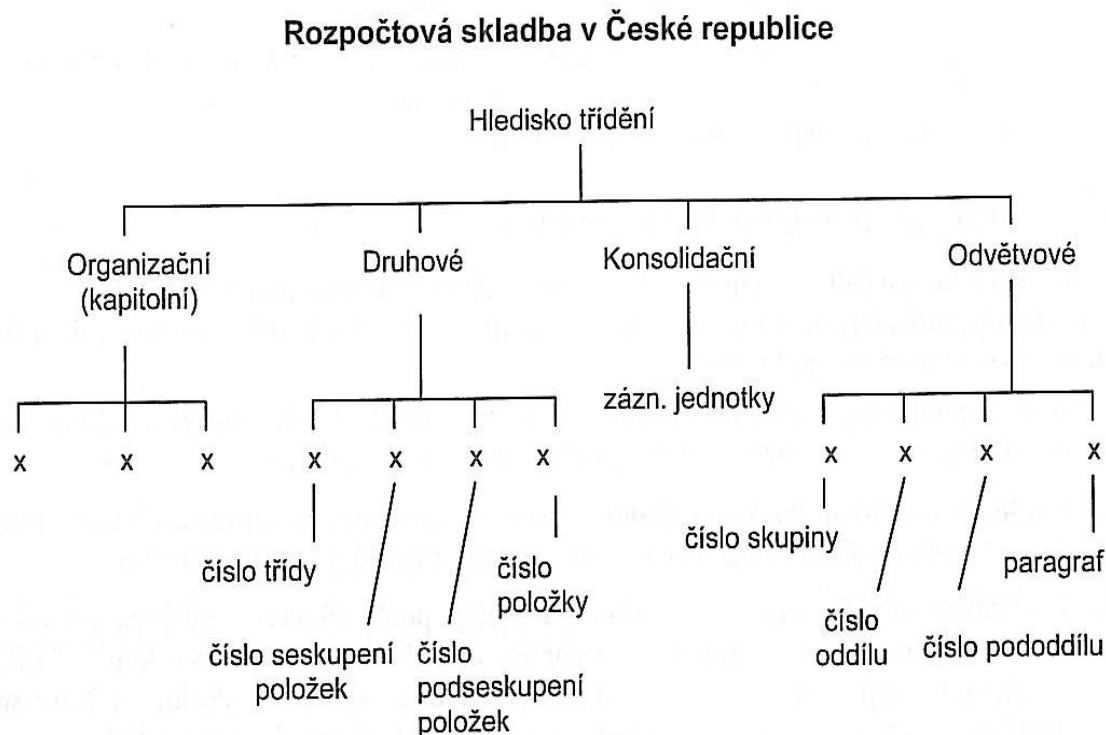 Rozpočtová skladba v České republice
Hledisko třídění
Organizační
(kapitolní)
Druhové
Konsolidační
Odvětvové
zázn. jednotky
x x x x x x x x x x x
číslo třídy
číslo seskupení
položek
číslo
podseskupení
položek
číslo
položky
číslo skupiny
číslo
oddílu
číslo pododdílu
paragraf